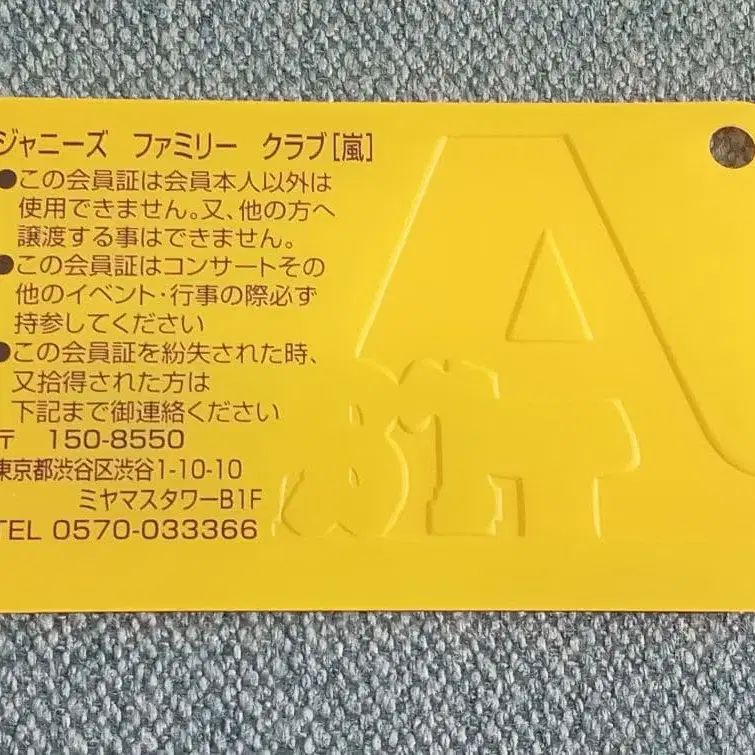 ジャニーズ ファミリー クラブ[嵐]
●この会員証は会員本人以外は
使用できません。又、他の方へ
譲渡する事はできません。
●この会員証はコンサートその
他のイベント・行事の際必ず
持参してください
●この会員証を紛失された時、
又拾得された方は
下記まで御連絡ください
〒 150-8550
東京都渋谷区渋谷1-10-10
ミヤマスタワーB1F
TEL 0570-033366
A